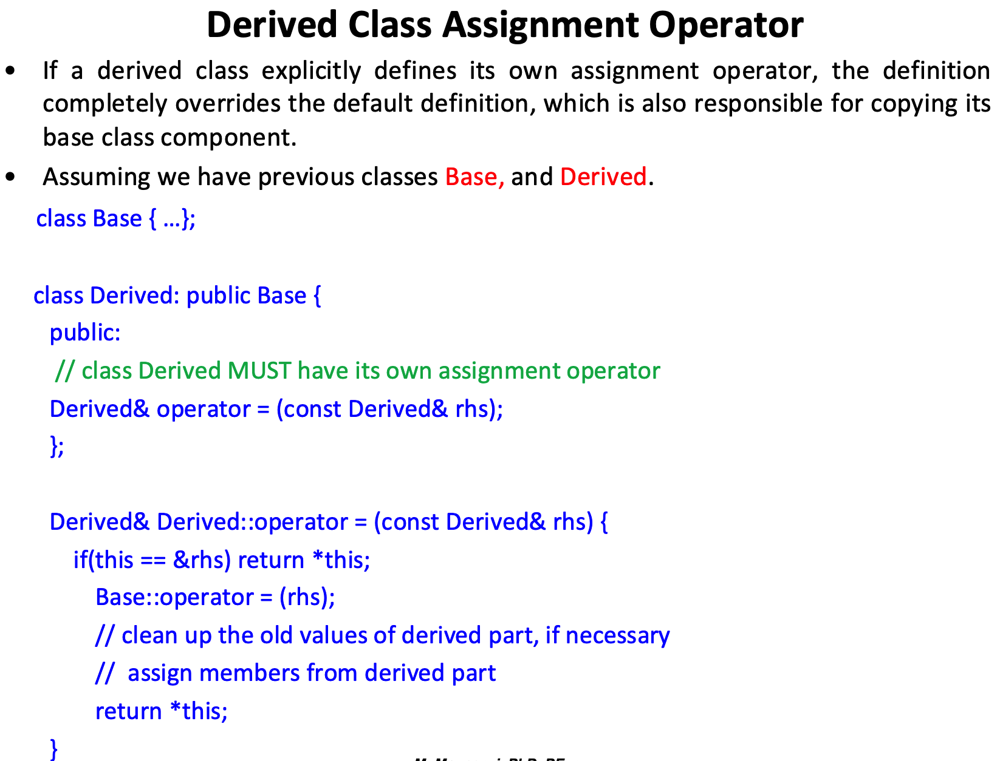 Derived Class Assignment Operator
• If a derived class explicitly defines its own assignment operator, the definition
completely overrides the default definition, which is also responsible for copying its
base class component.
• Assuming we have previous classes Base, and Derived.
class Base { …};
class Derived: public Base {
public:
// class Derived MUST have its own assignment operator
Derived& operator = (const Derived& rhs);
};
Derived& Derived::operator = (const Derived& rhs) {
if(this == &rhs) return *this;
Base::operator = (rhs);
// clean up the old values of derived part, if necessary
// assign members from derived part
return *this;
}